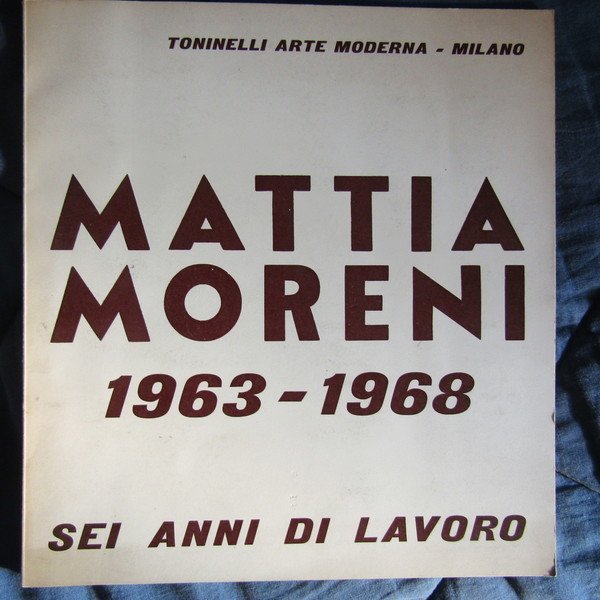 TONINELLI ARTE MODERNA - MILANO
MATTIA
MORENI
1963-1968
SEI ANNI DI LAVORO